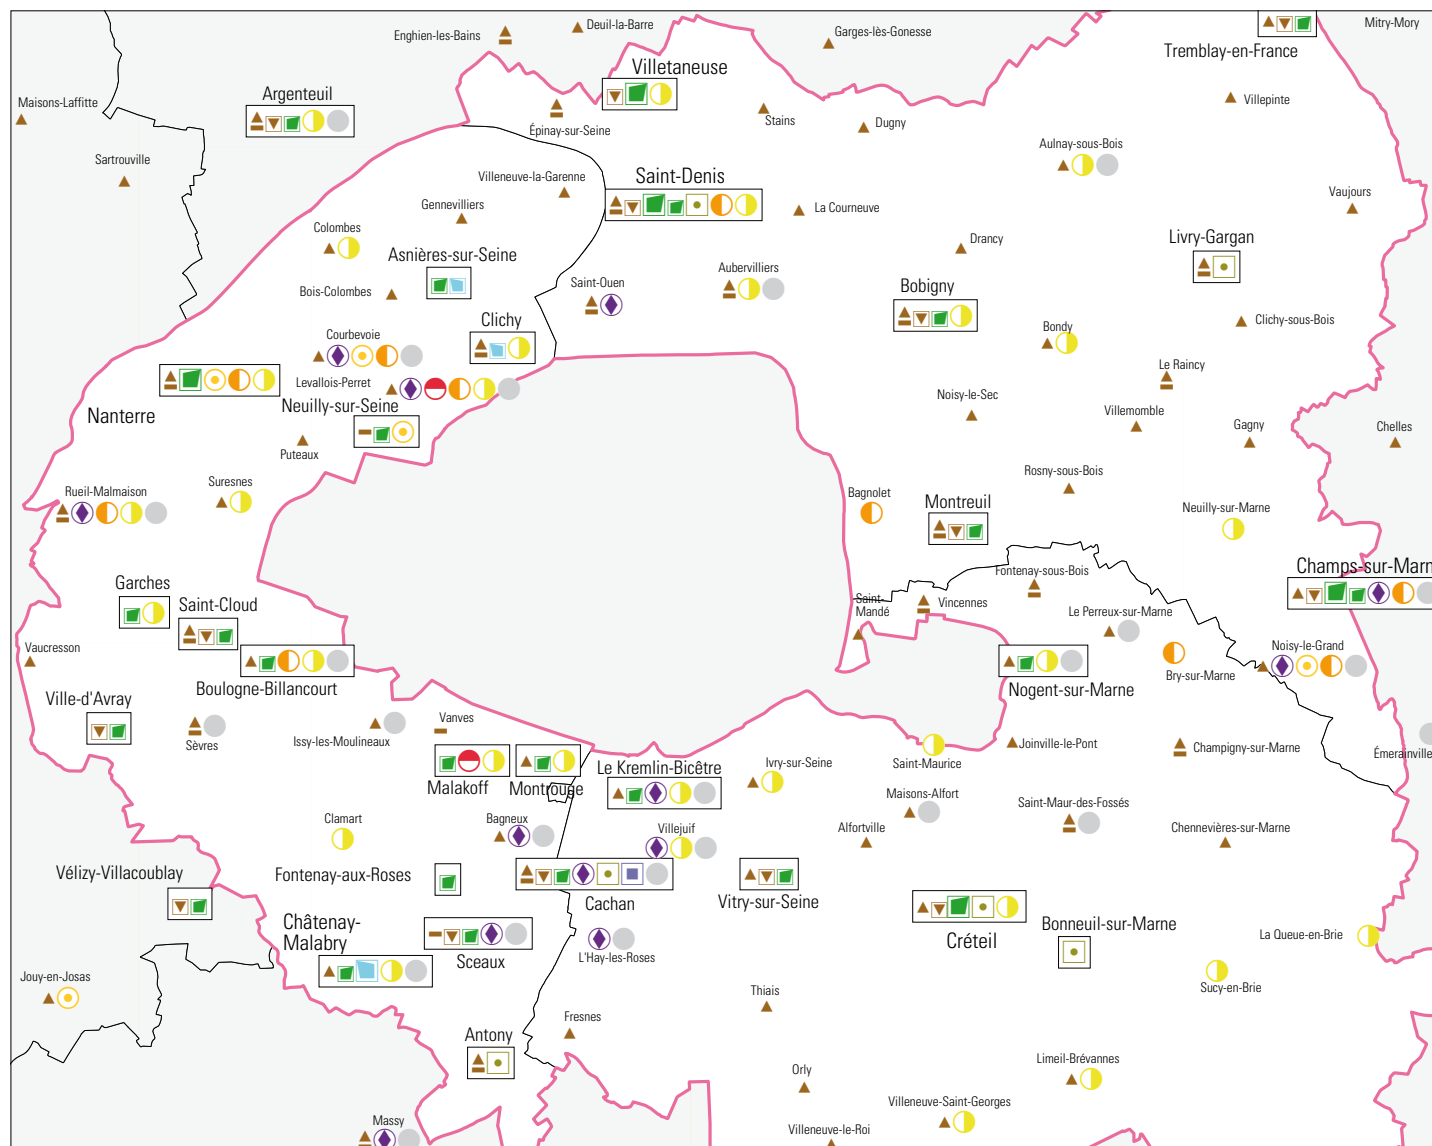 Enghien-les-Bains
Deuil-la-Barre
Garges-lès-Gonesse
Mitry-Mory
Tremblay-en-France
Villetaneuse
Maisons-Laffitte
Argenteuil
Villepinte
Épinay-sur-Seine
Stains
Dugny
Aulnay-sous-Bois
Sartrouville
Villeneuve-la-Garenne
Saint-Denis
Vaujours
Gennevilliers
La Courneuve
Colombes
Drancy
Livry-Gargan
Asnières-sur-Seine
Aubervilliers
Saint-Ouen
Bobigny
Bois-Colombes
Clichy
Clichy-sous-Bois
Bondy
Courbevoie
Le Raincy
Levallois-Perret
Noisy-le-Sec
Neuilly-sur-Seine
Villemomble
Nanterre
Gagny
Chelles
Puteaux
Rosny-sous-Bois
Suresnes
Rueil-Malmaison
Bagnolet
Montreuil
Neuilly-sur-Marne
Champs-sur-Marn
Fontenay-sous-Bois
Garches
Saint-Cloud
Saint-
Mandé
Vincennes
Le Perreux-sur-Marne
Vaucresson
Noisy-le-Grand
Bry-sur-Marne
Boulogne-Billancourt
Nogent-sur-Marne
Ville-d'Avray
Vanves
Sèvres
Issy-les-Moulineaux
Joinville-le-Pont
Champigny-sur-Marne
Émerainville
Saint-Maurice
Ivry-sur-Seine
Le Kremlin-Bicêtre
Malakoff
Montrouge
Maisons-Alfort
Saint-Maur-des-Fossés
Clamart
Bagneux
Villejuif
Alfortville
Chennevières-sur-Marne
Vélizy-Villacoublay
Fontenay-aux-Roses
Cachan
Vitry-sur-Seine
Châtenay-
Malabry
Bonneuil-sur-Marne
Créteil
La Queue-en-Brie
Sceaux
L'Hay-les-Roses
Jouy-en-Josas
Sucy-en-Brie
Thiais
Fresnes
Antony
Limeil-Brévannes
Orly
Villeneuve-Saint-Georges
Massy
Villeneuve-le-Roi